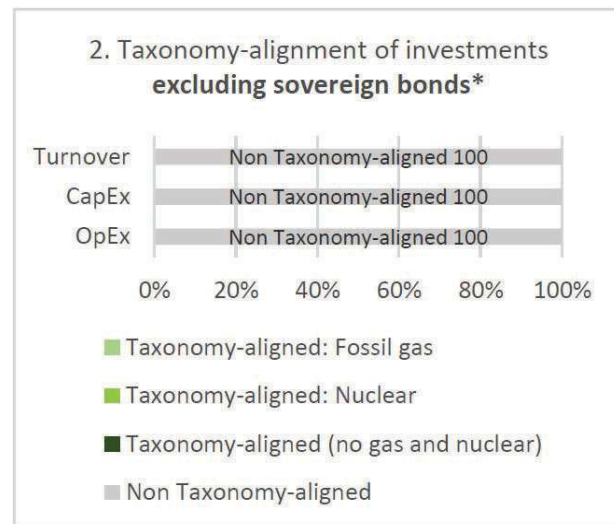 2. Taxonomy-alignment of investments
excluding sovereign bonds*
Turnover Non Taxonomy-aligned 100
CapEx Non Taxonomy-aligned 100
OpEx Non Taxonomy-aligned 100
0% 20% 40% 60% 80% 100%
Taxonomy-aligned: Fossil gas
Taxonomy-aligned: Nuclear
Taxonomy-aligned (no gas and nuclear)
Non Taxonomy-aligned